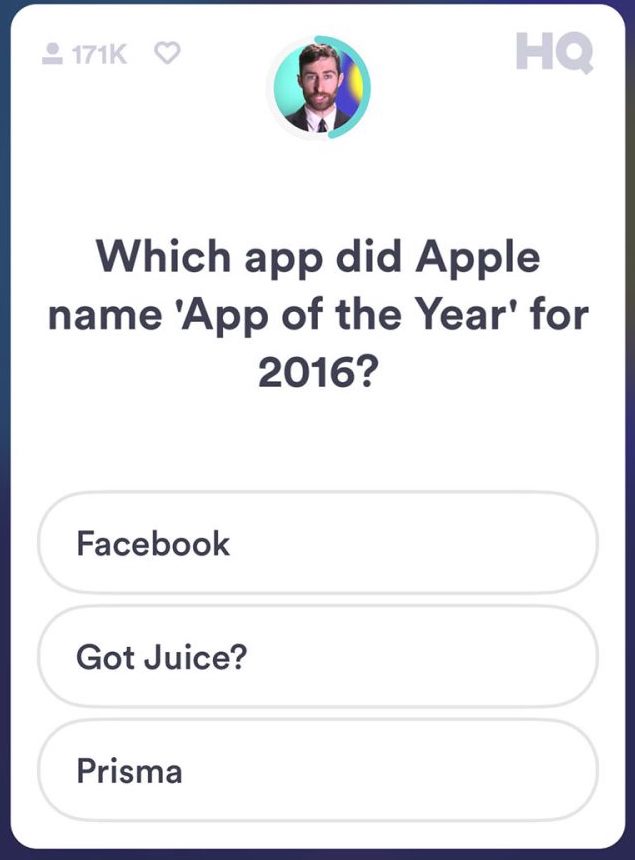 171K
HQ
Which app did Apple
name 'App of the Year' for
2016?
Facebook
Got Juice?
Prisma